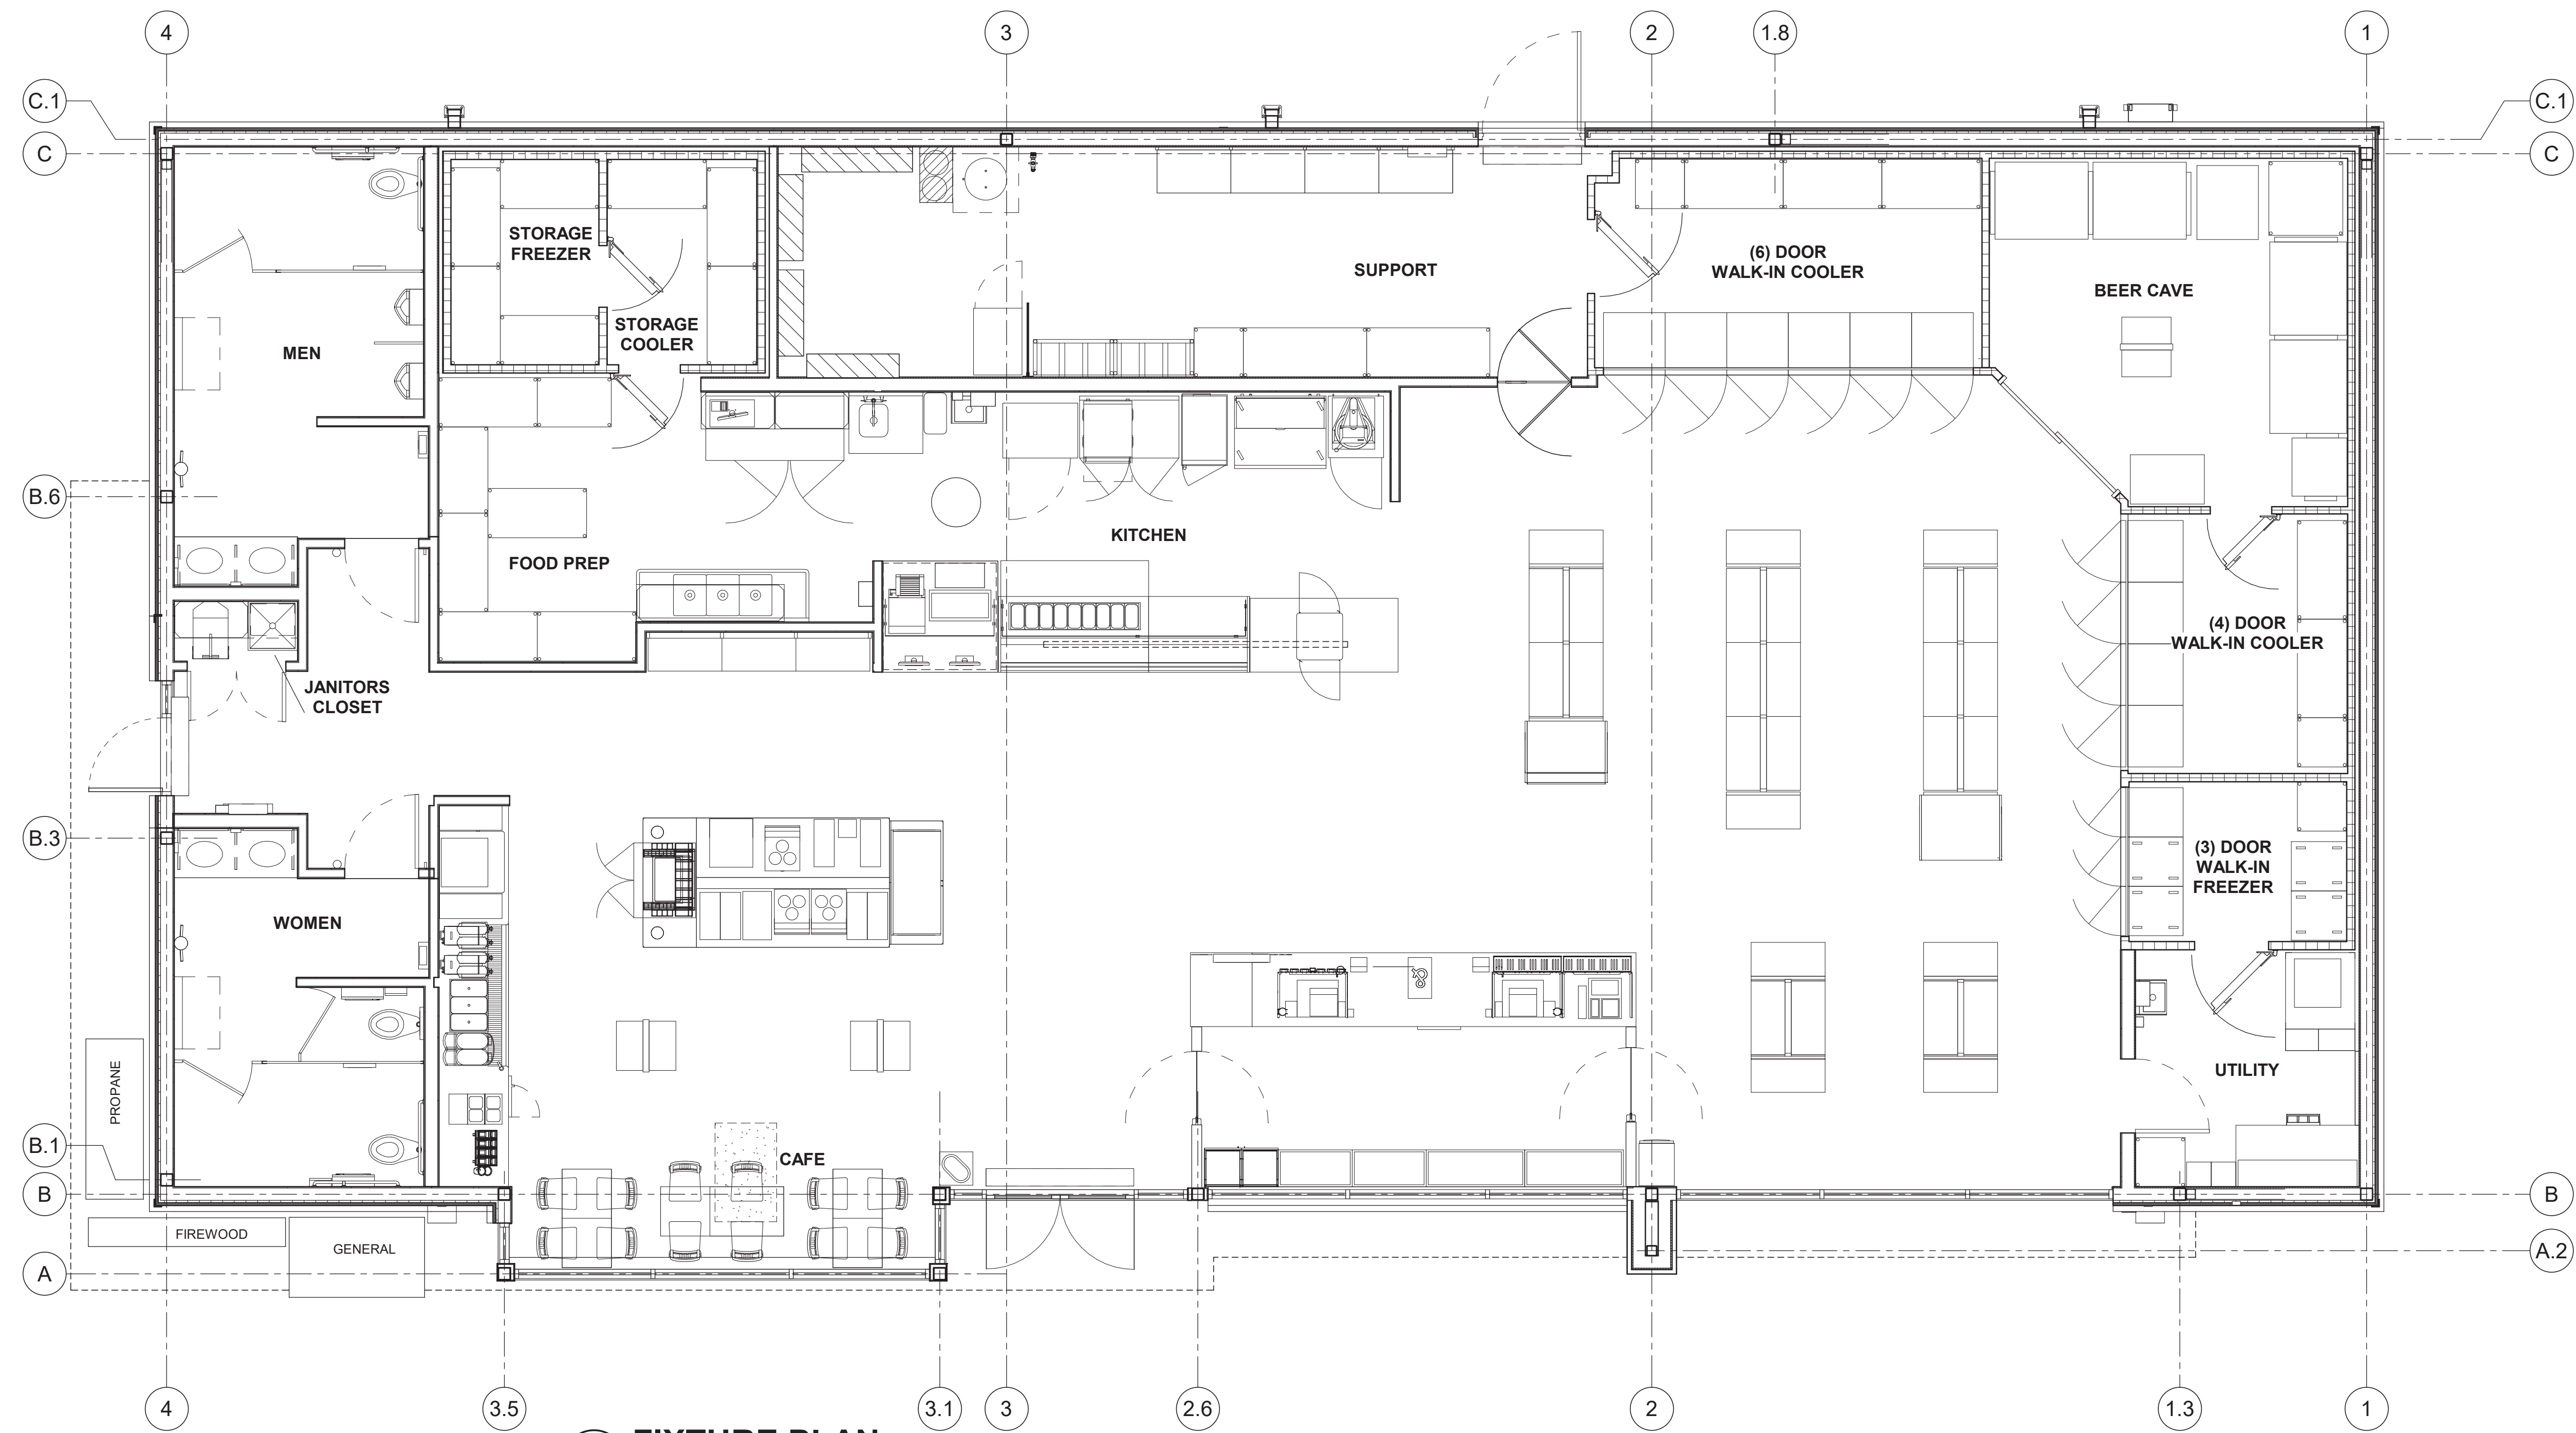 4
3
2
1.8
1
C.1
C.1
C
C
STORAGE
FREEZER
(6) DOOR
WALK-IN COOLER
SUPPORT
BEER CAVE
STORAGE
COOLER
MEN
B.6
KITCHEN
FOOD PREP
(4) DOOR
WALK-IN COOLER
JANITORS
CLOSET
B.3
(3) DOOR
WALK-IN
FREEZER
WOMEN
UTILITY
PROPANE
B.1
CAFE
B
B
FIREWOOD
GENERAL
A.2
A
4
3.5
3.1
3
2.6
2
1.3
1
FIXTURE PLAN